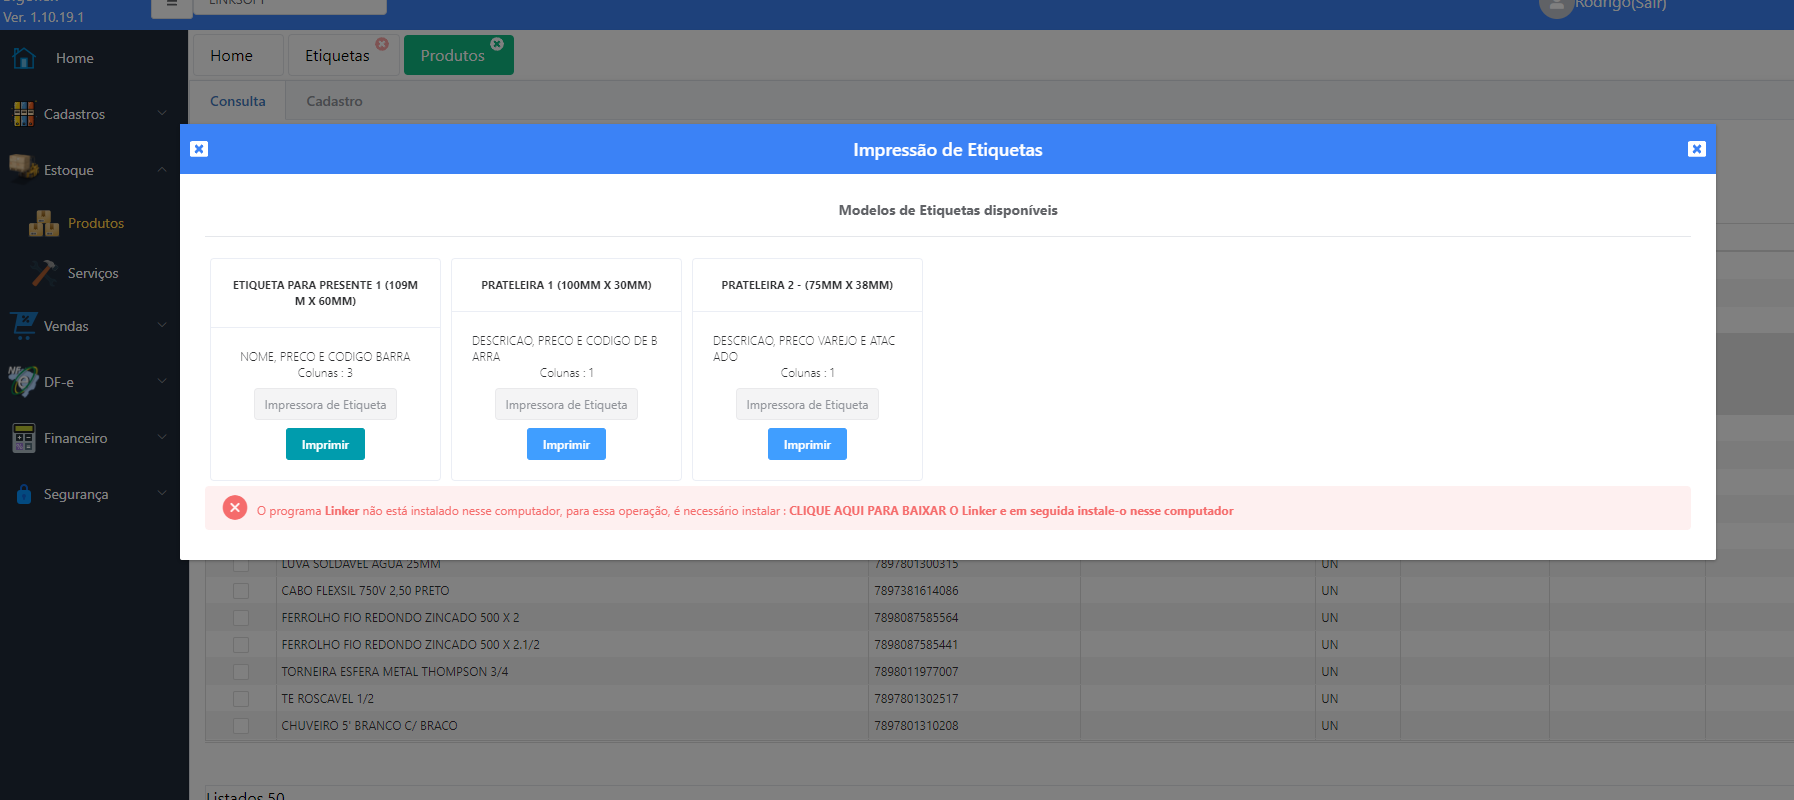 Ver. 1.10.19.1
LINKSOFT
Rodrigo(Sair)
Home
Cadastros
Estoque
Produtos
Serviços
Vendas
DF-e
Financeiro
Segurança
Home
Etiquetas
Produtos
Consulta
Cadastro
Impressão de Etiquetas
Modelos de Etiquetas disponíveis
ETIQUETA PARA PRESENTE 1 (109M
M X 60MM)
NOME, PRECO E CODIGO BARRA
Colunas : 3
Impressora de Etiqueta
Imprimir
PRATELEIRA 1 (100MM X 30MM)
DESCRICAO, PRECO E CODIGO DE B
ARRA
Colunas : 1
Impressora de Etiqueta
Imprimir
PRATELEIRA 2 - (75MM X 38MM)
DESCRICAO, PRECO VAREJO E ATAC
ADO
Colunas : 1
Impressora de Etiqueta
Imprimir
O programa Linker não está instalado nesse computador, para essa operação, é necessário instalar : CLIQUE AQUI PARA BAIXAR O Linker e em seguida instale-o nesse computador
LUVA SOLDAVEL AGUA 25MM 7897801300315 UN
CABO FLEXSIL 750V 2,50 PRETO 7897381614086 UN
FERROLHO FIO REDONDO ZINCADO 500 X 2 7898087585564 UN
FERROLHO FIO REDONDO ZINCADO 500 X 2.1/2 7898087585441 UN
TORNEIRA ESFERA METAL THOMPSON 3/4 7898011977007 UN
TE ROSCAVEL 1/2 7897801302517 UN
CHUVEIRO 5' BRANCO C/ BRACO 7897801310208 UN
Listados 50